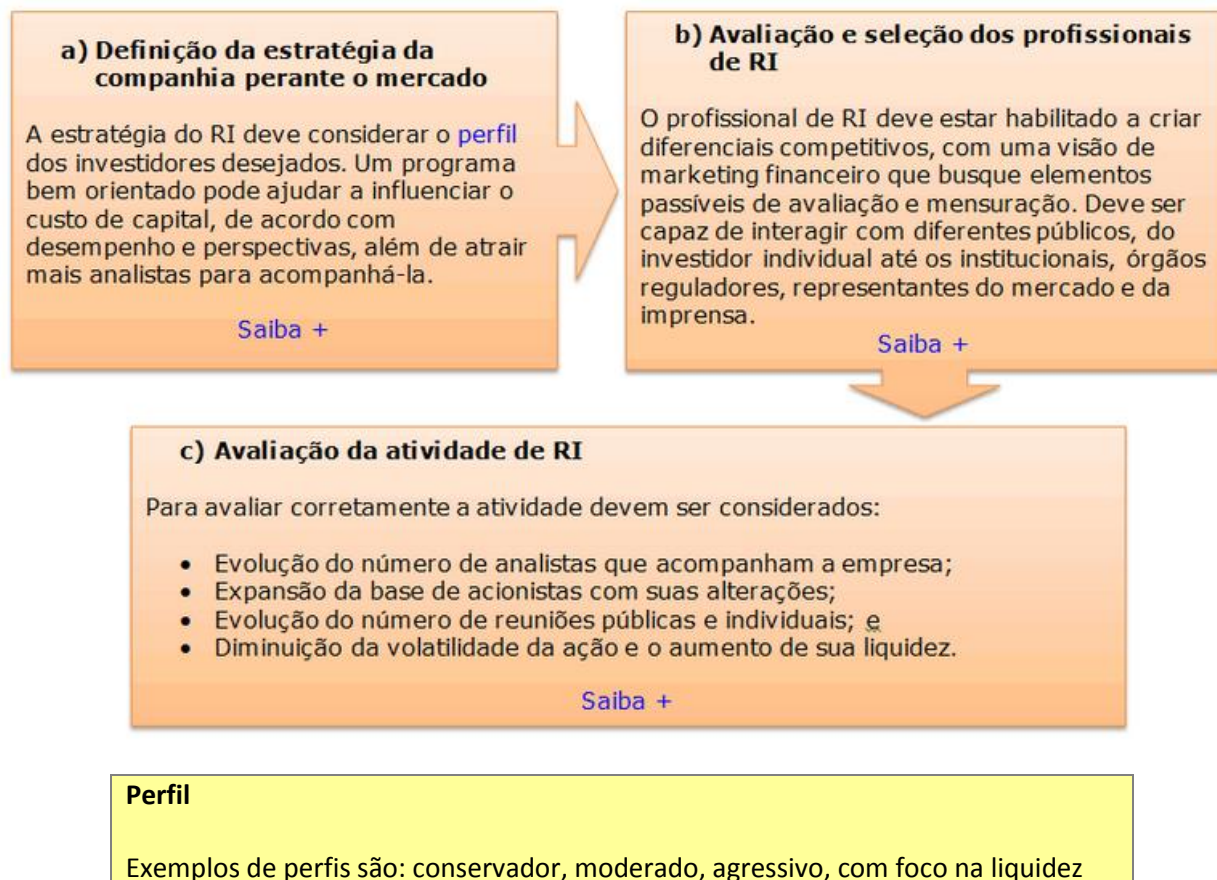 a) Definição da estratégia da
companhia perante o mercado
A estratégia do RI deve considerar o perfil
dos investidores desejados. Um programa
bem orientado pode ajudar a influenciar o
custo de capital, de acordo com
desempenho e perspectivas, além de atrair
mais analistas para acompanhá-la.
Saiba +
b) Avaliação e seleção dos profissionais
de RI
O profissional de RI deve estar habilitado a criar
diferenciais competitivos, com uma visão de
marketing financeiro que busque elementos
passíveis de avaliação e mensuração. Deve ser
capaz de interagir com diferentes públicos, do
investidor individual até os institucionais, órgãos
reguladores, representantes do mercado e da
imprensa.
Saiba +
c) Avaliação da atividade de RI
Para avaliar corretamente a atividade devem ser considerados:
• Evolução do número de analistas que acompanham a empresa;
• Expansão da base de acionistas com suas alterações;
• Evolução do número de reuniões públicas e individuais; e
• Diminuição da volatilidade da ação e o aumento de sua liquidez.
Saiba +
Perfil
Exemplos de perfis são: conservador, moderado, agressivo, com foco na liquidez